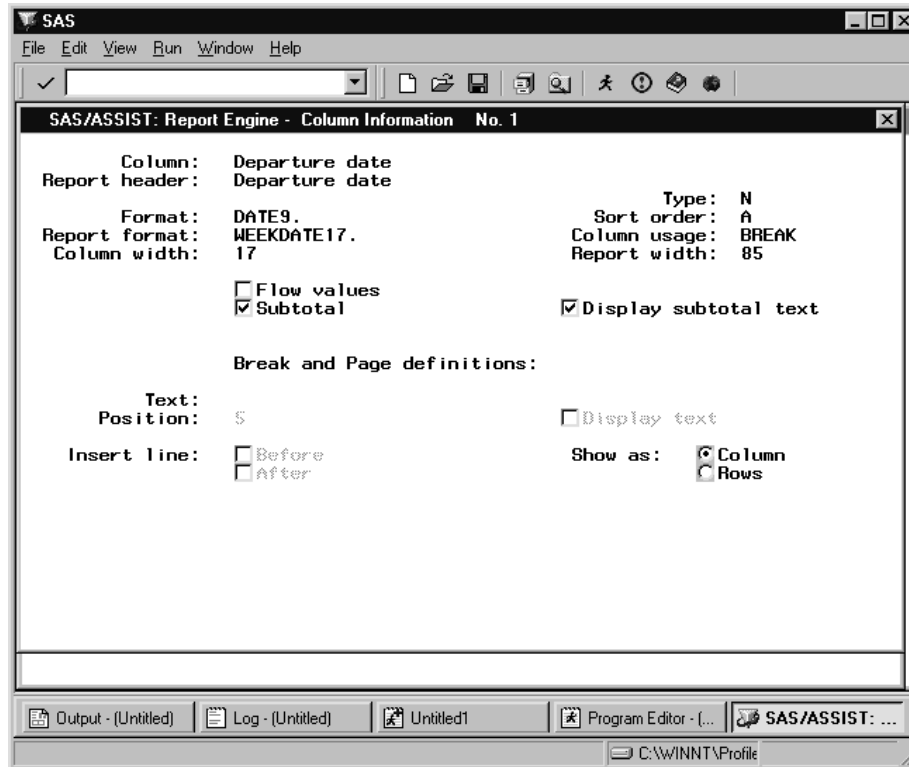 SAS
File Edit View Run Window Help
SAS/ASSIST: Report Engine - Column Information No. 1
Column: Departure date
Report header: Departure date
Type: N
Format: DATE9. Sort order: A
Report format: WEEKDATE17. Column usage: BREAK
Column width: 17 Report width: 85
Flow values
Subtotal Display subtotal text
Break and Page definitions:
Text:
Position: 5 Display text
Insert line: Before Show as: Column
After Rows
Output - (Untitled) Log - (Untitled) Untitled1 Program Editor - (... SAS/ASSIST: ...
C:\WINNT\Profile